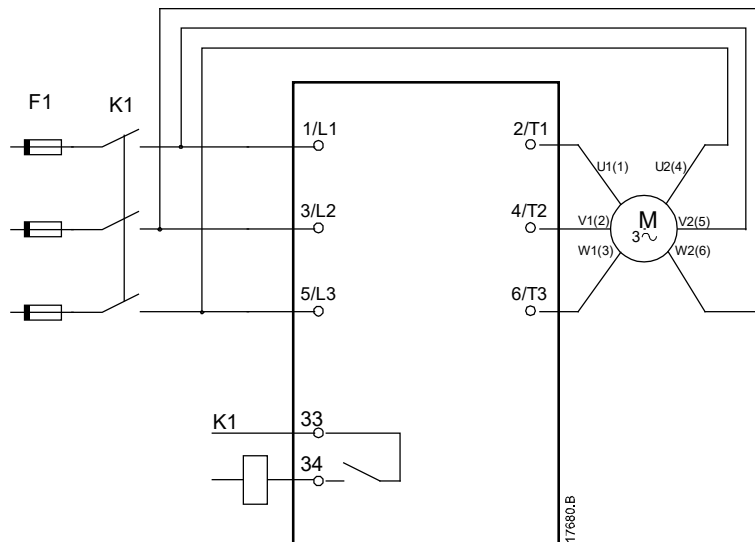 F1
K1
1/L1
2/T1
U1(1)
U2(4)
3/L2
4/T2
V1(2)
M
3~
V2(5)
W1(3)
W2(6)
5/L3
6/T3
K1
33
34
17680.B